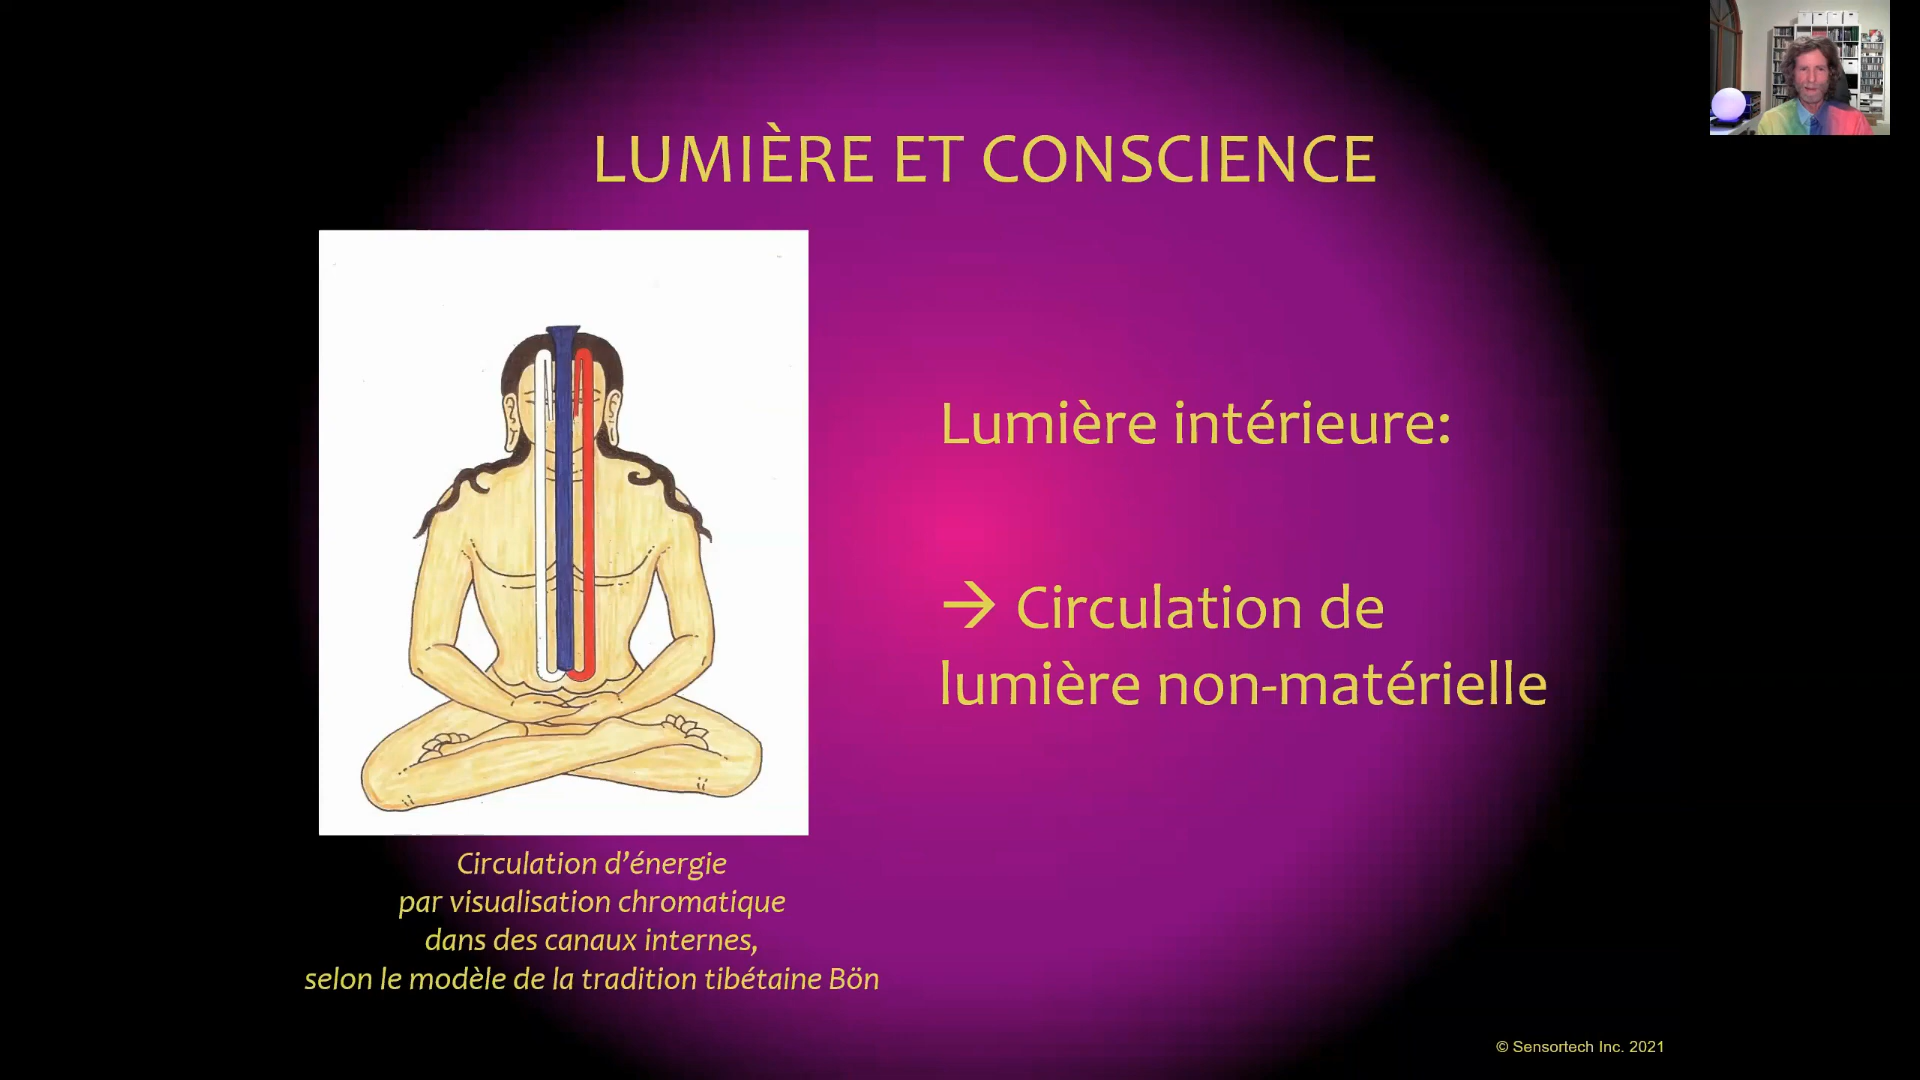 LUMIÈRE ET CONSCIENCE
Lumière intérieure:
→ Circulation de
lumière non-matérielle
Circulation d’énergie
par visualisation chromatique
dans des canaux internes,
selon le modèle de la tradition tibétaine Bön
© Sensortech Inc. 2021